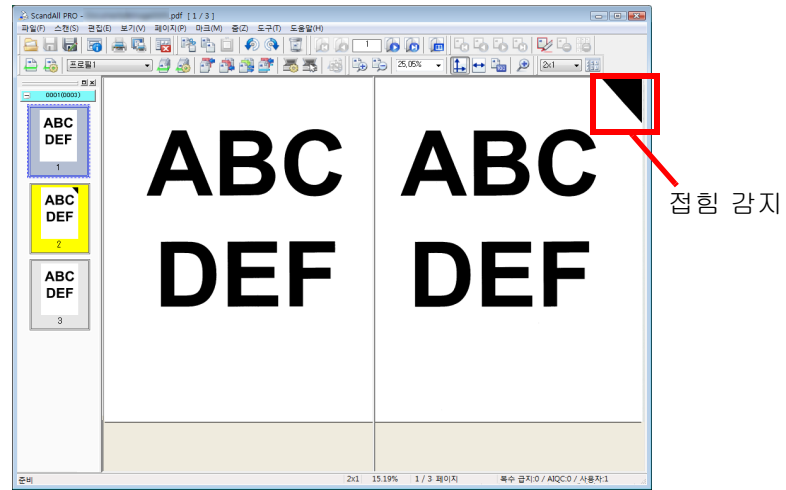 ScandAll PRO - .pdf [ 1 / 3 ]
파일(F) 스캔(S) 편집(E) 보기(V) 페이지(P) 마크(M) 줌(Z) 도구(T) 도움말(H)
1
프로필1 25,05% 2x1
0001(0003)
ABC
DEF
1
ABC
DEF
2
ABC
DEF
3
ABC
DEF
ABC
DEF
접힘 감지
준비 2x1 15.19% 1 / 3 페이지 복수 급지:0 / AIQC:0 / 사용자:1